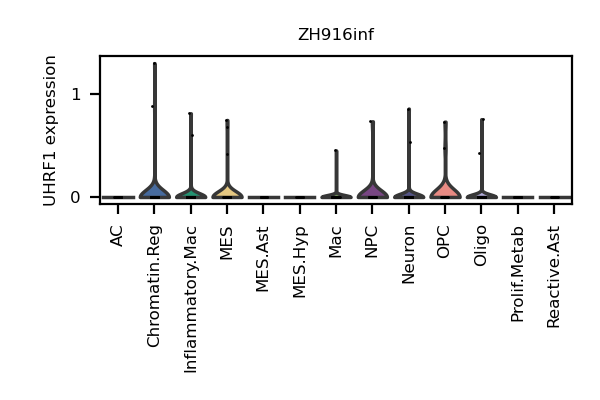 ZH916inf
UHRF1 expression
1
0
AC
Chromatin.Reg
Inflammatory.Mac
MES
MES.Ast
MES.Hyp
Mac
NPC
Neuron
OPC
Oligo
Prolif.Metab
Reactive.Ast